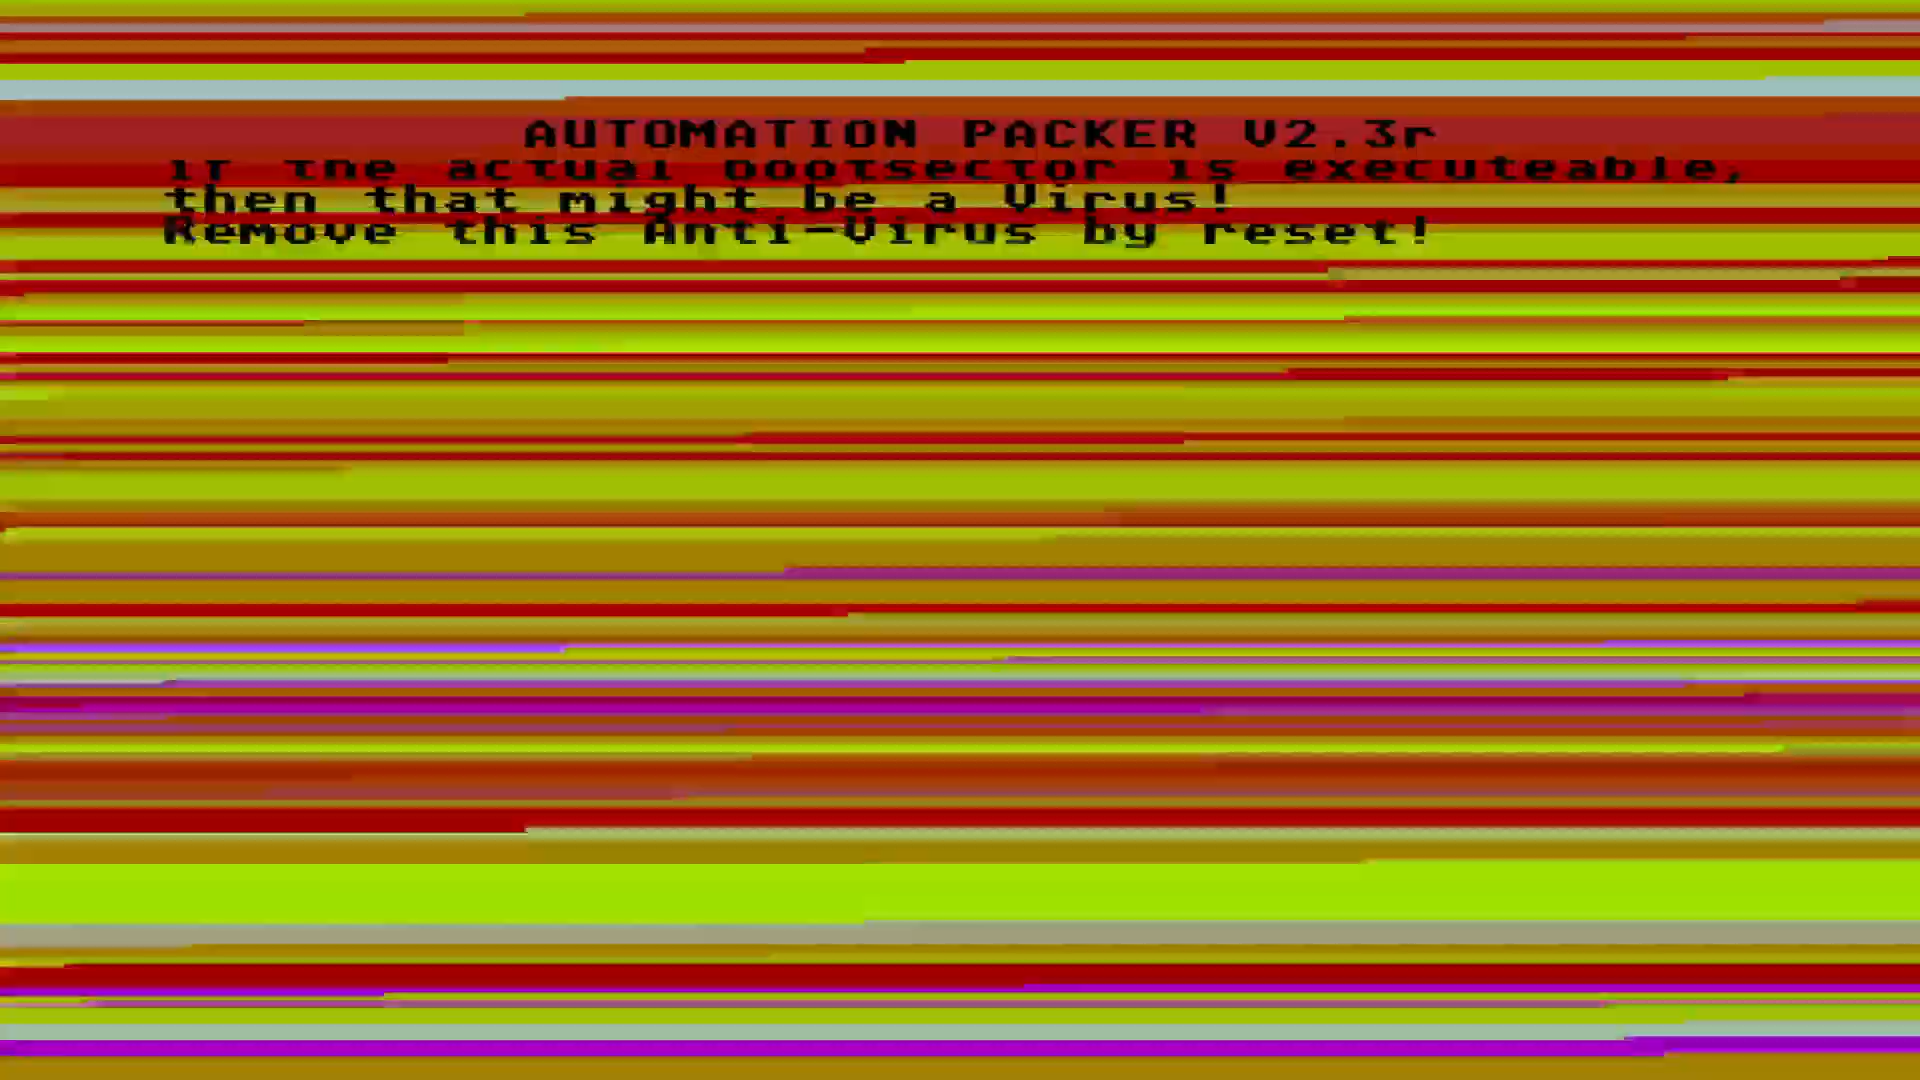 AUTOMATION PACKER V2.3r
If the actual bootsector is executeable,
then that might be a Virus!
Remove this Anti-Virus by reset!